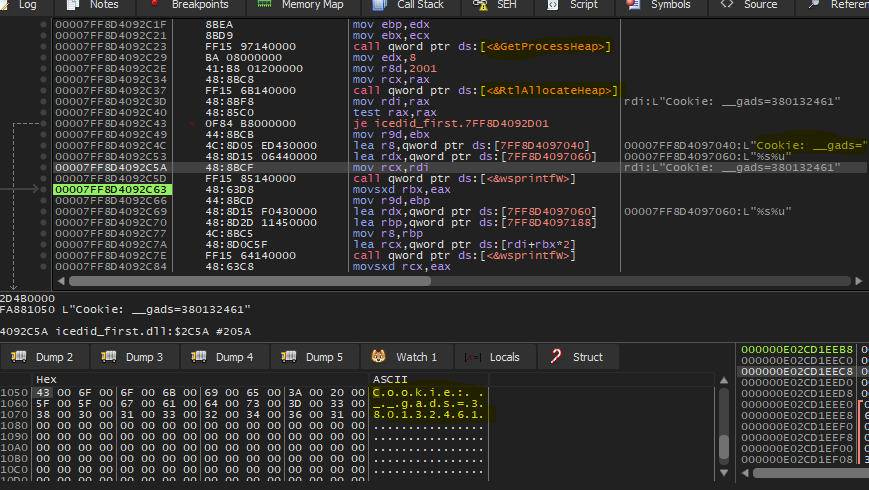 Log Notes Breakpoints Memory Map Call Stack SEH Script Symbols Source Referen
00007FF8D4092C1F 8BEA mov ebp,edx
00007FF8D4092C21 8BD9 mov ebx,ecx
00007FF8D4092C23 FF15 97140000 call qword ptr ds:[<&GetProcessHeap>]
00007FF8D4092C29 BA 08000000 mov edx,8
00007FF8D4092C2E 41:B8 01200000 mov r8d,2001
00007FF8D4092C34 48:8BC8 mov rcx,rax
00007FF8D4092C37 FF15 6B140000 call qword ptr ds:[<&RtlAllocateHeap>]
00007FF8D4092C3D 48:8BF8 mov rdi,rax rdi:L"Cookie: __gads=380132461"
00007FF8D4092C40 48:85C0 test rax,rax
00007FF8D4092C43 0F84 B8000000 je icedid_first.7FF8D4092D01
00007FF8D4092C49 44:8BCB mov r9d,ebx
00007FF8D4092C4C 4C:8D05 ED430000 lea r8,qword ptr ds:[7FF8D4097040] 00007FF8D4097040:L"Cookie: __gads="
00007FF8D4092C53 48:8D15 06440000 lea rdx,qword ptr ds:[7FF8D4097060] 00007FF8D4097060:L"%s%u"
00007FF8D4092C5A 48:8BCF mov rcx,rdi rdi:L"Cookie: __gads=380132461"
00007FF8D4092C5D FF15 85140000 call qword ptr ds:[<&wsprintfW>]
00007FF8D4092C63 48:63D8 movsxd rbx,eax
00007FF8D4092C66 44:8BCD mov r9d,ebp
00007FF8D4092C69 48:8D15 F0430000 lea rdx,qword ptr ds:[7FF8D4097060] 00007FF8D4097060:L"%s%u"
00007FF8D4092C70 48:8D2D 11450000 lea rbp,qword ptr ds:[7FF8D4097188]
00007FF8D4092C77 4C:8BC5 mov r8,rbp
00007FF8D4092C7A 48:8D0C5F lea rcx,qword ptr ds:[rdi+rbx*2]
00007FF8D4092C7E FF15 64140000 call qword ptr ds:[<&wsprintfW>]
00007FF8D4092C84 48:63C8 movsxd rcx,eax
2D4B0000
FA881050 L"Cookie: __gads=380132461"
4092C5A icedid_first.dll:$2C5A #205A
Dump 2 Dump 3 Dump 4 Dump 5 Watch 1 Locals Struct
Hex ASCII
1050 43 00 6F 00 6F 00 6B 00 69 00 65 00 3A 00 20 00 C.o.o.k.i.e.:. .
1060 5F 00 5F 00 67 00 61 00 64 00 73 00 3D 00 33 00 _._.g.a.d.s.=.3.
1070 38 00 30 00 31 00 33 00 32 00 34 00 36 00 31 00 8.0.1.3.2.4.6.1.
1080 00 00 00 00 00 00 00 00 00 00 00 00 00 00 00 00 ................
1090 00 00 00 00 00 00 00 00 00 00 00 00 00 00 00 00 ................
10A0 00 00 00 00 00 00 00 00 00 00 00 00 00 00 00 00 ................
10B0 00 00 00 00 00 00 00 00 00 00 00 00 00 00 00 00 ................
10C0 00 00 00 00 00 00 00 00 00 00 00 00 00 00 00 00 ................
000000E02CD1EEB8
000000E02CD1EEC0
000000E02CD1EEC8
000000E02CD1EED0
000000E02CD1EED8
000000E02CD1EEE0
000000E02CD1EEE8
000000E02CD1EEF0
000000E02CD1EEF8
000000E02CD1EF00
000000E02CD1EF08